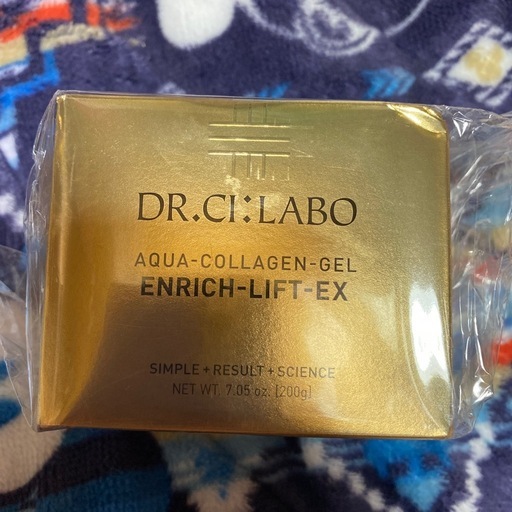 DR.CI:LABO
AQUA-COLLAGEN-GEL
ENRICH-LIFT-EX
SIMPLE + RESULT + SCIENCE
NET WT. 7.05 oz. [200g]